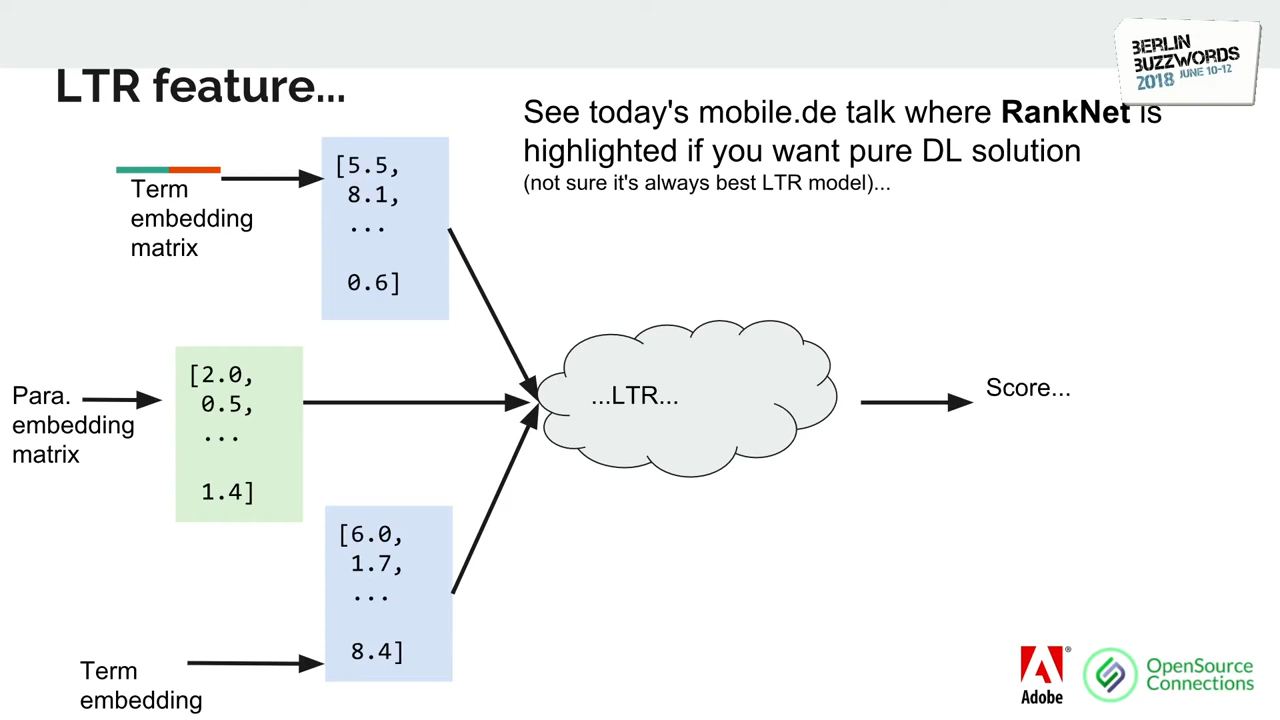 BERLIN
BUZZWORDS
2018 JUNE 10-12
LTR feature...
See today's mobile.de talk where RankNet is
highlighted if you want pure DL solution
(not sure it's always best LTR model)...
Term
embedding
matrix
[5.5,
8.1,
...
0.6]
Para.
embedding
matrix
[2.0,
0.5,
...
1.4]
...LTR...
Score...
[6.0,
1.7,
...
8.4]
Term
embedding
Adobe®
OpenSource
Connections